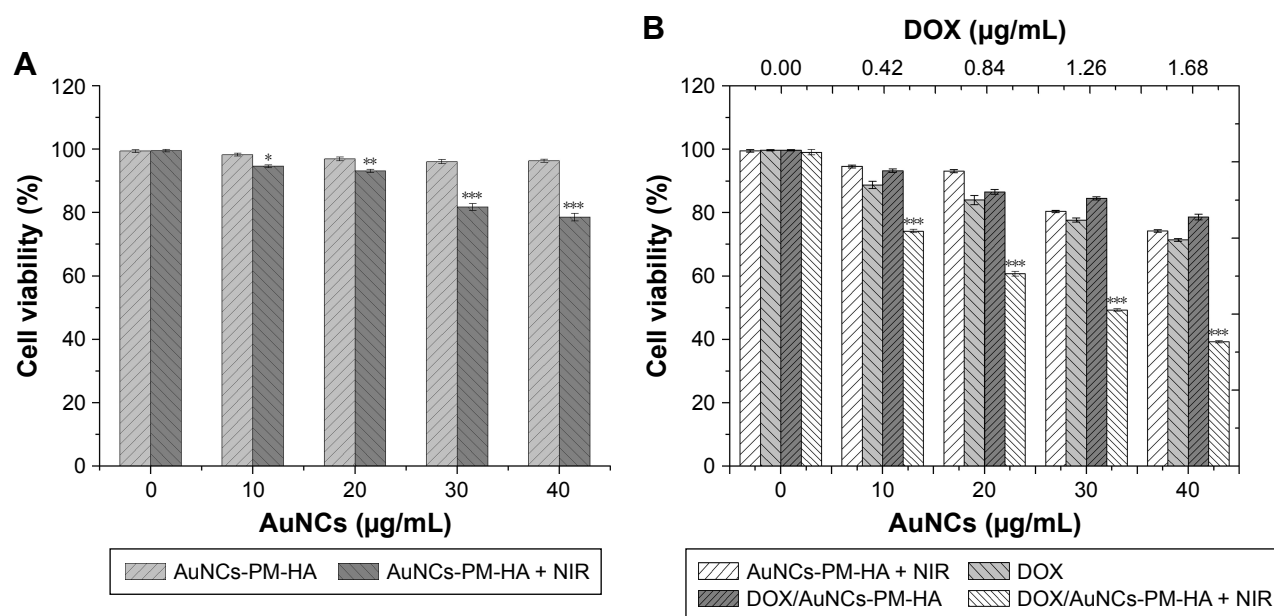 A
120
100
80
60
40
20
0
Cell viability (%)
*
**
***
***
0 10 20 30 40
AuNCs (µg/mL)
AuNCs-PM-HA AuNCs-PM-HA + NIR
B
DOX (µg/mL)
0.00 0.42 0.84 1.26 1.68
120
100
80
60
40
20
0
Cell viability (%)
***
***
***
***
0 10 20 30 40
AuNCs (µg/mL)
AuNCs-PM-HA + NIR DOX
DOX/AuNCs-PM-HA DOX/AuNCs-PM-HA + NIR